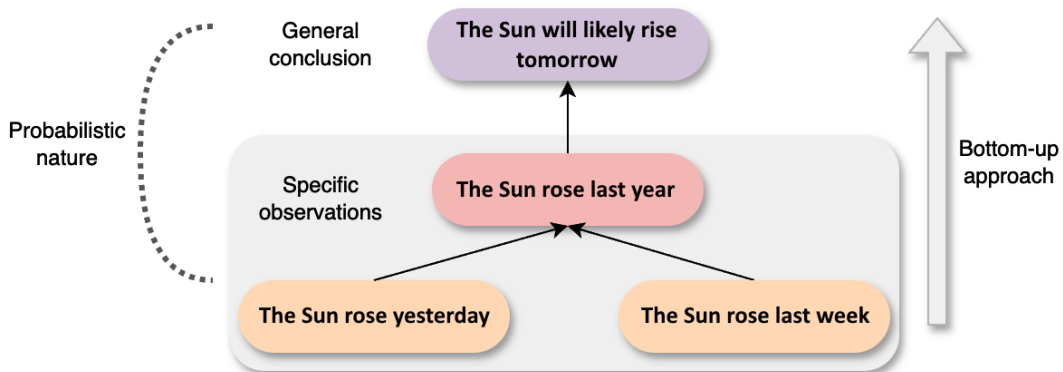 General
conclusion
The Sun will likely rise
tomorrow
Probabilistic
nature
Bottom-up
approach
Specific
observations
The Sun rose last year
The Sun rose yesterday
The Sun rose last week